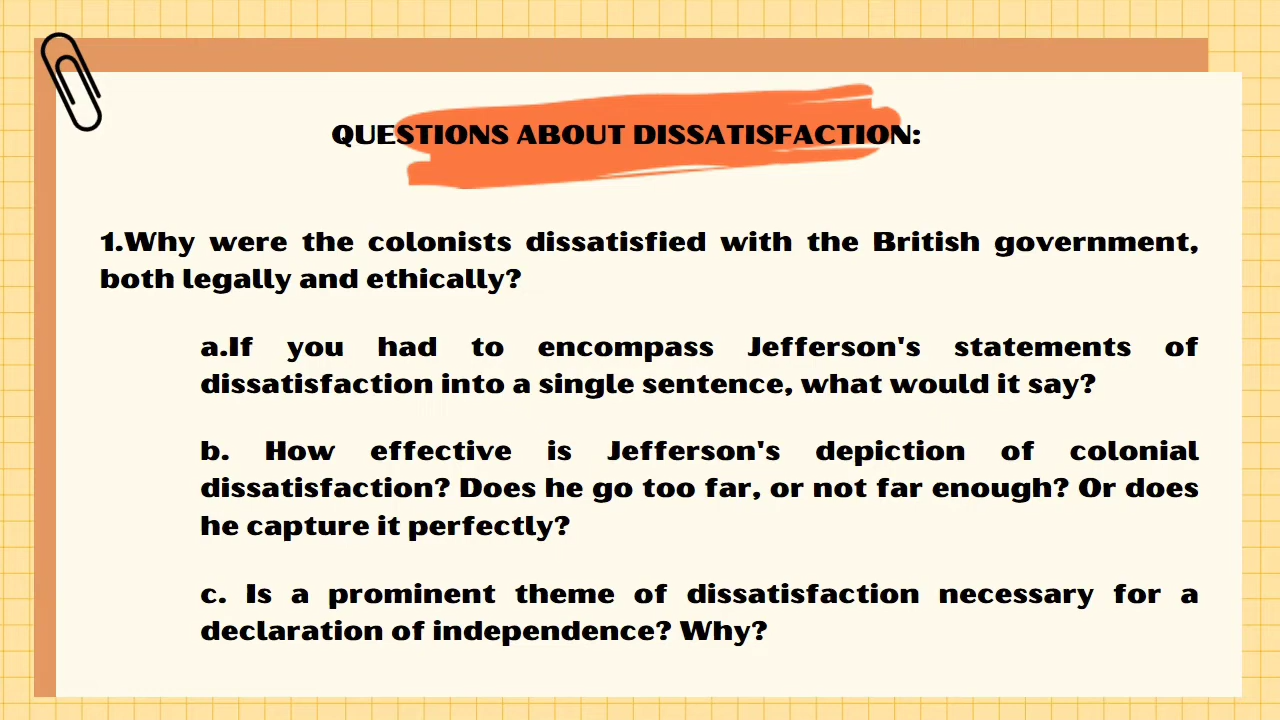 QUESTIONS ABOUT DISSATISFACTION:
1.Why were the colonists dissatisfied with the British government,
both legally and ethically?
a.If you had to encompass Jefferson's statements of
dissatisfaction into a single sentence, what would it say?
b. How effective is Jefferson's depiction of colonial
dissatisfaction? Does he go too far, or not far enough? Or does
he capture it perfectly?
c. Is a prominent theme of dissatisfaction necessary for a
declaration of independence? Why?